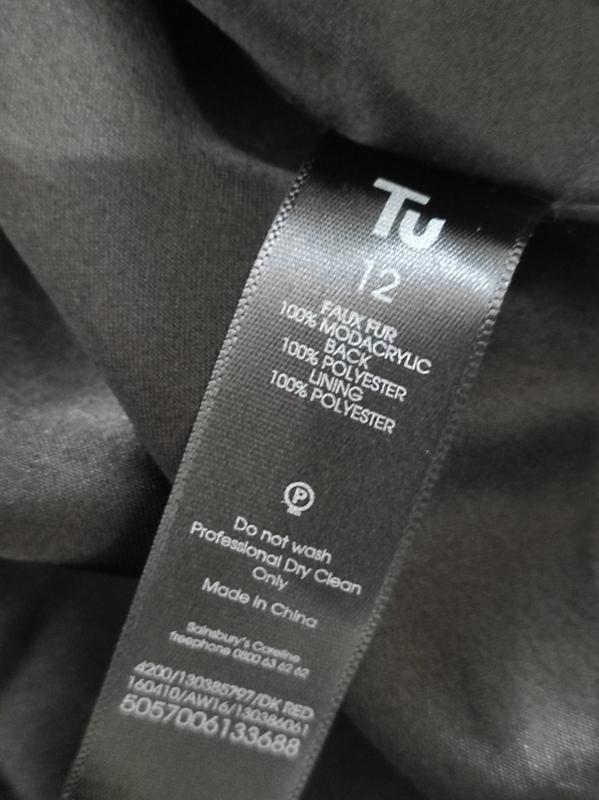 Tu
12
FAUX FUR
100% MODACRYLIC
BACK
100% POLYESTER
LINING
100% POLYESTER
P
Do not wash
Professional Dry Clean
Only
Made in China
Sainsbury's Careline
freephone 0800 63 62 62
4200/130385797/DK RED
160410/AW16/130386061
5057006133688